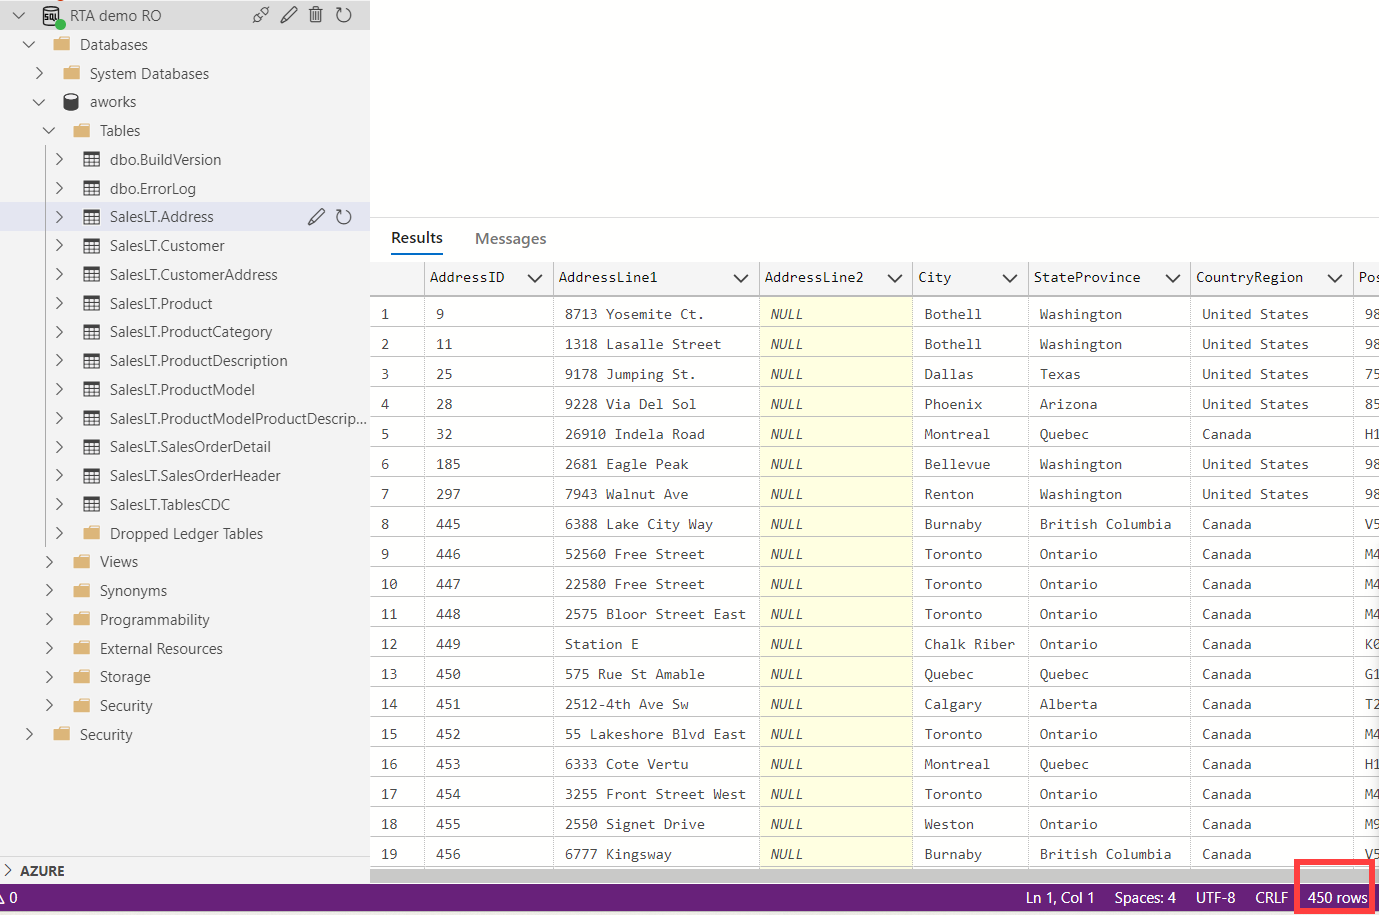 RTA demo RO
Databases
System Databases
aworks
Tables
dbo.BuildVersion
dbo.ErrorLog
SalesLT.Address
SalesLT.Customer
SalesLT.CustomerAddress
SalesLT.Product
SalesLT.ProductCategory
SalesLT.ProductDescription
SalesLT.ProductModel
SalesLT.ProductModelProductDescrip...
SalesLT.SalesOrderDetail
SalesLT.SalesOrderHeader
SalesLT.TablesCDC
Dropped Ledger Tables
Views
Synonyms
Programmability
External Resources
Storage
Security
Security
AZURE
Results Messages
AddressID AddressLine1 AddressLine2 City StateProvince CountryRegion Pos
1 9 8713 Yosemite Ct. NULL Bothell Washington United States 98
2 11 1318 Lasalle Street NULL Bothell Washington United States 98
3 25 9178 Jumping St. NULL Dallas Texas United States 75
4 28 9228 Via Del Sol NULL Phoenix Arizona United States 85
5 32 26910 Indela Road NULL Montreal Quebec Canada H1
6 185 2681 Eagle Peak NULL Bellevue Washington United States 98
7 297 7943 Walnut Ave NULL Renton Washington United States 98
8 445 6388 Lake City Way NULL Burnaby British Columbia Canada V5
9 446 52560 Free Street NULL Toronto Ontario Canada M4
10 447 22580 Free Street NULL Toronto Ontario Canada M4
11 448 2575 Bloor Street East NULL Toronto Ontario Canada M4
12 449 Station E NULL Chalk Riber Ontario Canada K0
13 450 575 Rue St Amable NULL Quebec Quebec Canada G1
14 451 2512-4th Ave Sw NULL Calgary Alberta Canada T2
15 452 55 Lakeshore Blvd East NULL Toronto Ontario Canada M4
16 453 6333 Cote Vertu NULL Montreal Quebec Canada H1
17 454 3255 Front Street West NULL Toronto Ontario Canada M4
18 455 2550 Signet Drive NULL Weston Ontario Canada M9
19 456 6777 Kingsway NULL Burnaby British Columbia Canada V5
0 Ln 1, Col 1 Spaces: 4 UTF-8 CRLF 450 rows